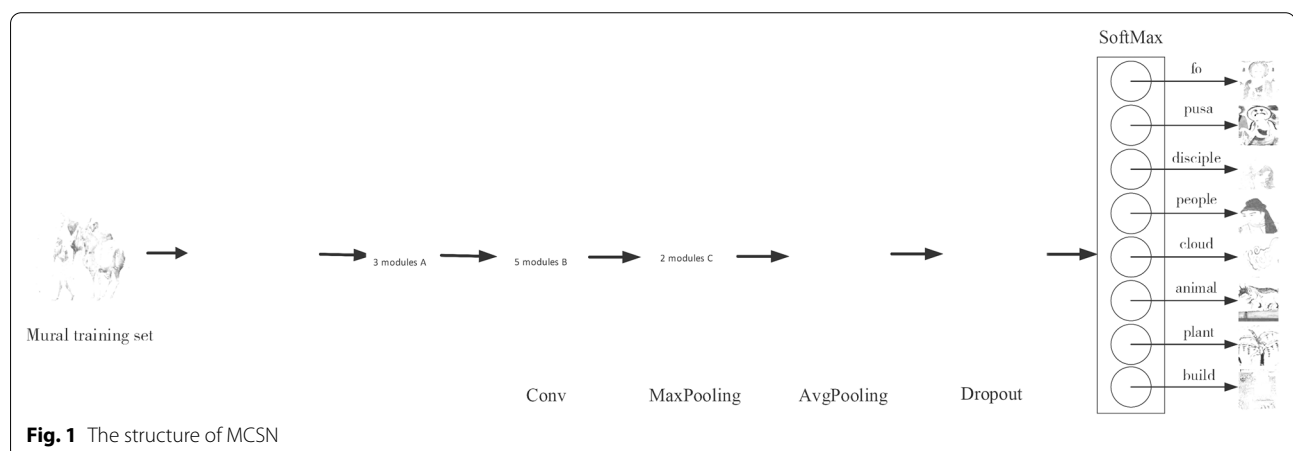 SoftMax
fo
pusa
disciple
people
cloud
animal
plant
build
3 modules A
5 modules B
2 modules C
Mural training set
Conv
MaxPooling
AvgPooling
Dropout
Fig. 1 The structure of MCSN